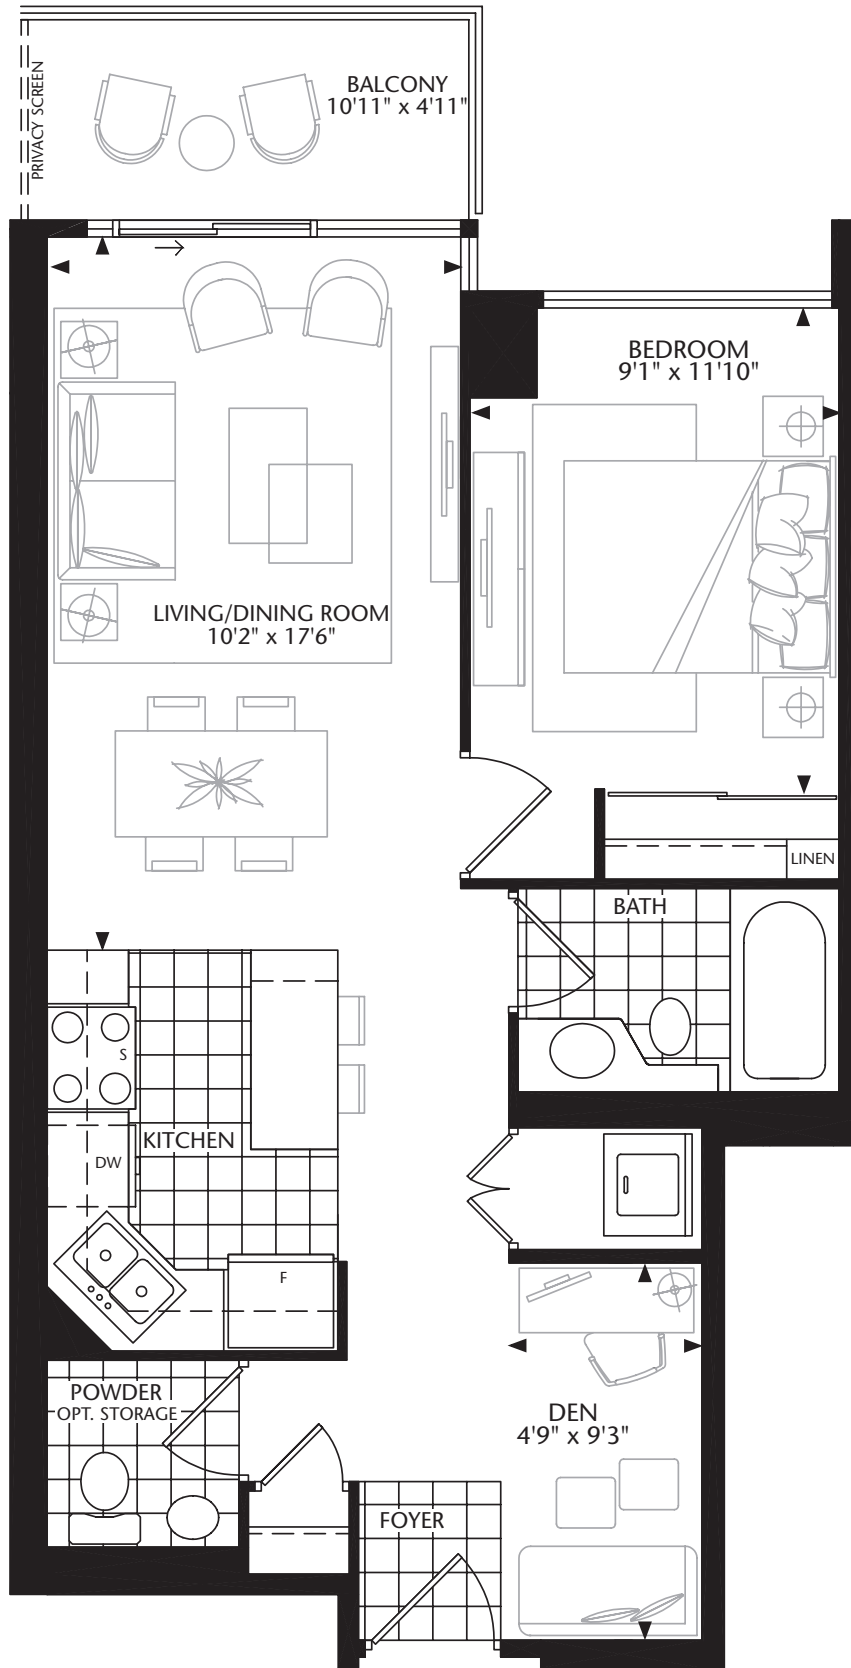 PRIVACY SCREEN
BALCONY
10'11" x 4'11"
BEDROOM
9'1" x 11'10"
LIVING/DINING ROOM
10'2" x 17'6"
LINEN
BATH
S
KITCHEN
DW
F
POWDER
OPT. STORAGE
DEN
4'9" x 9'3"
FOYER